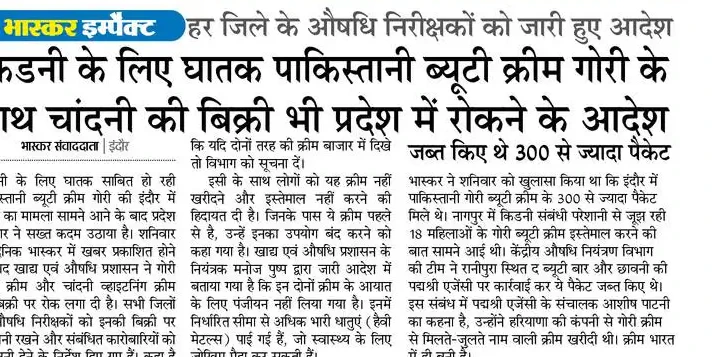 भास्कर इम्पैक्ट
हर जिले के औषधि निरीक्षकों को जारी हुए आदेश
के लिए घातक पाकिस्तानी ब्यूटी क्रीम गोरी के
चांदनी की बिक्री भी प्रदेश में रोकने के आदेश
भास्कर संवाददाता | इंदौर
के लिए घातक साबित हो रही
ब्यूटी क्रीम गोरी की इंदौर में
का मामला सामने आने के बाद प्रदेश
ने सख्त कदम उठाया है। शनिवार
भास्कर में खबर प्रकाशित होने
खाद्य एवं औषधि प्रशासन ने गोरी
क्रीम और चांदनी व्हाइटनिंग क्रीम
पर रोक लगा दी है। सभी जिलों
निरीक्षकों को इनकी बिक्री पर
रखने और संबंधित कारोबारियों को
कि यदि दोनों तरह की क्रीम बाजार में दिखे
तो विभाग को सूचना दें।
इसी के साथ लोगों को यह क्रीम नहीं
खरीदने और इस्तेमाल नहीं करने की
हिदायत दी है। जिनके पास ये क्रीम पहले
से है, उन्हें इनका उपयोग बंद करने को
कहा गया है। खाद्य एवं औषधि प्रशासन के
नियंत्रक मनोज पुष्प द्वारा जारी आदेश में
बताया गया है कि इन दोनों क्रीम के आयात
के लिए पंजीयन नहीं लिया गया है। इनमें
निर्धारित सीमा से अधिक भारी धातुएं (हैवी
मेटल्स) पाई गई हैं, जो स्वास्थ्य के लिए
जब्त किए थे 300 से ज्यादा पैकेट
भास्कर ने शनिवार को खुलासा किया था कि इंदौर में
पाकिस्तानी गोरी ब्यूटी क्रीम के 300 से ज्यादा पैकेट
मिले थे। नागपुर में किडनी संबंधी परेशानी से जूझ रही
18 महिलाओं के गोरी ब्यूटी क्रीम इस्तेमाल करने की
बात सामने आई थी। केंद्रीय औषधि नियंत्रण विभाग
की टीम ने रानीपुरा स्थित द ब्यूटी बार और छावनी की
पद्मश्री एजेंसी पर कार्रवाई कर ये पैकेट जब्त किए थे।
इस संबंध में पद्मश्री एजेंसी के संचालक आशीष पाटनी
का कहना है, उन्होंने हरियाणा की कंपनी से गोरी क्रीम
से मिलते-जुलते नाम वाली क्रीम खरीदी थी। क्रीम भारत